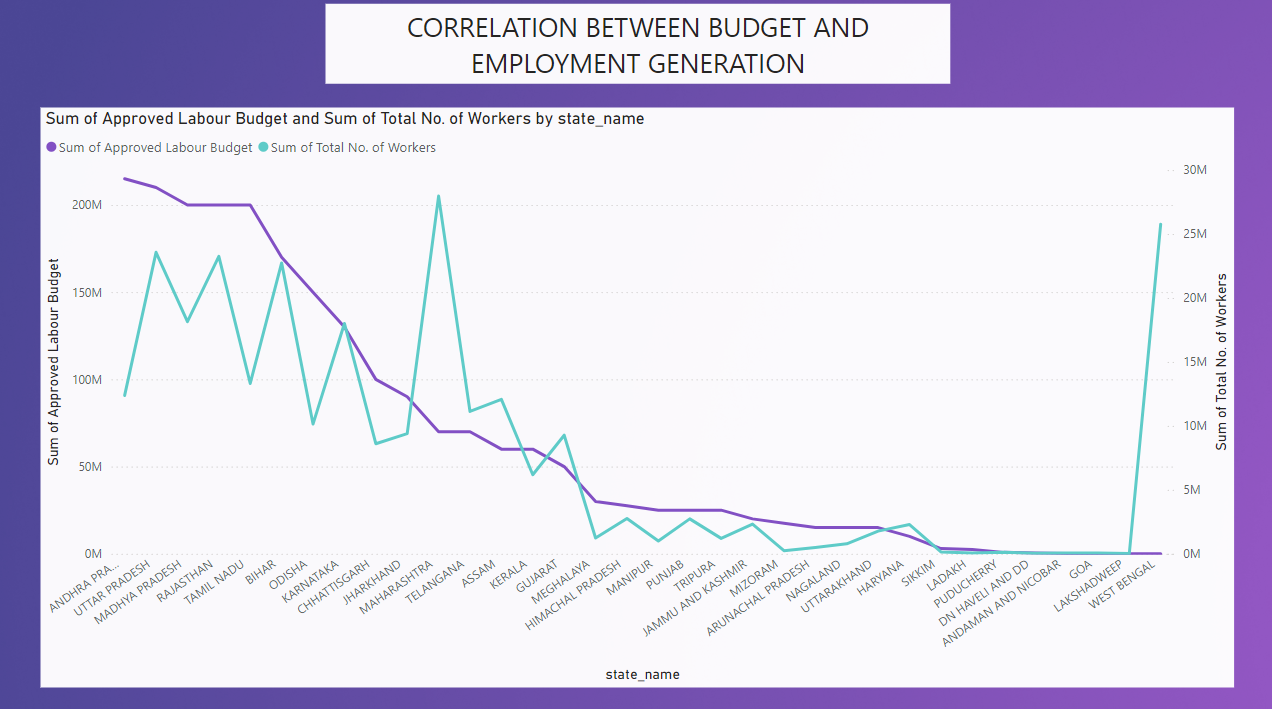 CORRELATION BETWEEN BUDGET AND
EMPLOYMENT GENERATION
Sum of Approved Labour Budget and Sum of Total No. of Workers by state_name
Sum of Approved Labour Budget Sum of Total No. of Workers
Sum of Approved Labour Budget
200M
150M
100M
50M
0M
30M
25M
20M
15M
10M
5M
0M
Sum of Total No. of Workers
ANDHRA PRA...
UTTAR PRADESH
MADHYA PRADESH
RAJASTHAN
TAMIL NADU
BIHAR
ODISHA
KARNATAKA
CHHATTISGARH
JHARKHAND
MAHARASHTRA
TELANGANA
ASSAM
KERALA
GUJARAT
MEGHALAYA
HIMACHAL PRADESH
MANIPUR
PUNJAB
TRIPURA
JAMMU AND KASHMIR
MIZORAM
ARUNACHAL PRADESH
NAGALAND
UTTARAKHAND
HARYANA
SIKKIM
LADAKH
PUDUCHERRY
DN HAVELI AND DD
ANDAMAN AND NICOBAR
GOA
LAKSHADWEEP
WEST BENGAL
state_name